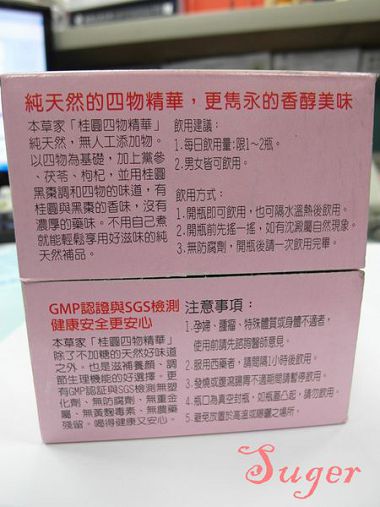 純天然的四物精華，更雋永的香醇美味
本草家「桂圓四物精華」
純天然，無人工添加物。
以四物為基礎，加上黨參、
茯苓、枸杞，並用桂圓
黑棗調和四物的味道，有
桂圓與黑棗的香味，沒有
濃厚的藥味。不用自己煮
就能輕鬆享用好滋味的純
天然補品。
飲用建議：
1.每日飲用量:限1~2瓶。
2.男女皆可飲用。
飲用方式：
1.開瓶即可飲用，也可隔水溫熱後飲用。
2.開瓶前先搖一搖，如有沈澱屬自然現象。
3.無防腐劑，開瓶後請一次飲用完畢。
GMP認證與SGS檢測
健康安全更安心
本草家「桂圓四物精華」
除了不加糖的天然好味道
之外。也是滋補養顏、調
節生理機能的好選擇。更
有GMP認證與SGS檢測無塑
化劑、無防腐劑、無重金
屬、無黃麴毒素、無農藥
殘留。喝得健康又安心。
注意事項：
1.孕婦、腫瘤、特殊體質或身體不適者，
使用前請先諮詢醫師意見。
2.服用西藥者，請間隔1小時後飲用。
3.發燒或腹瀉腸胃不適期間請暫停飲用。
4.瓶口為真空封瓶，如瓶蓋凸起，請勿飲用。
5.避免放置於高溫或曝曬之場所。
Suger